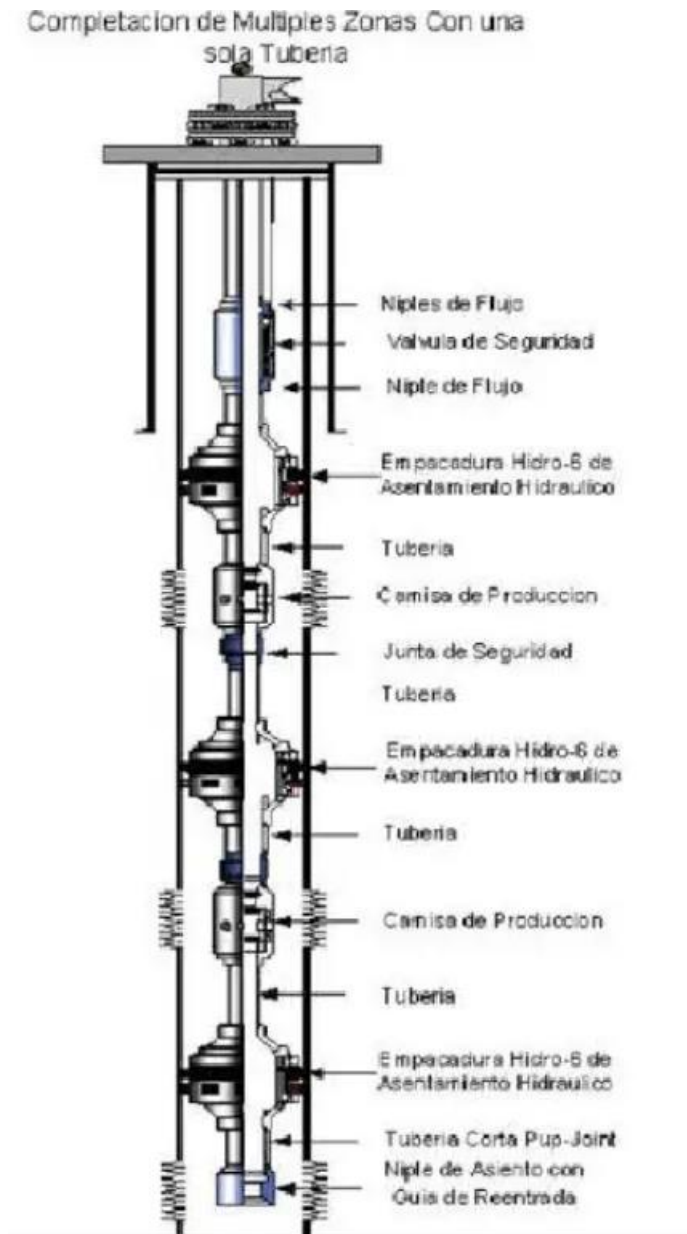 Completacion de Multiples Zonas Con una
sola Tuberia
Niples de Flujo
Valvula de Seguridad
Niple de Flujo
Empacadura Hidro-6 de
Asentamiento Hidraulico
Tuberia
Camisa de Produccion
Junta de Seguridad
Tuberia
Empacadura Hidro-6 de
Asentamiento Hidraulico
Tuberia
Camisa de Produccion
Tuberia
Empacadura Hidro-6 de
Asentamiento Hidraulico
Tuberia Corta Pup-Joint
Niple de Asiento con
Guia de Reentrada